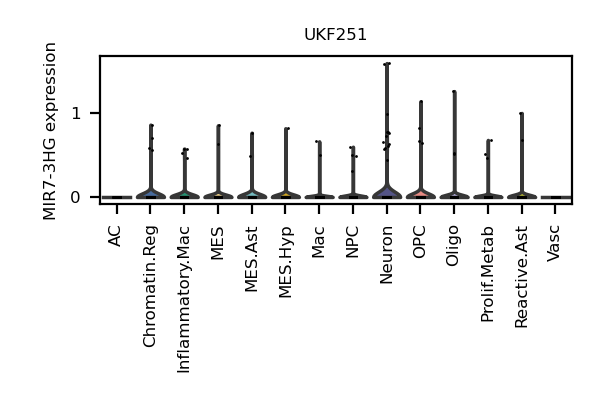 UKF251
MIR7-3HG expression
1
0
AC
Chromatin.Reg
Inflammatory.Mac
MES
MES.Ast
MES.Hyp
Mac
NPC
Neuron
OPC
Oligo
Prolif.Metab
Reactive.Ast
Vasc